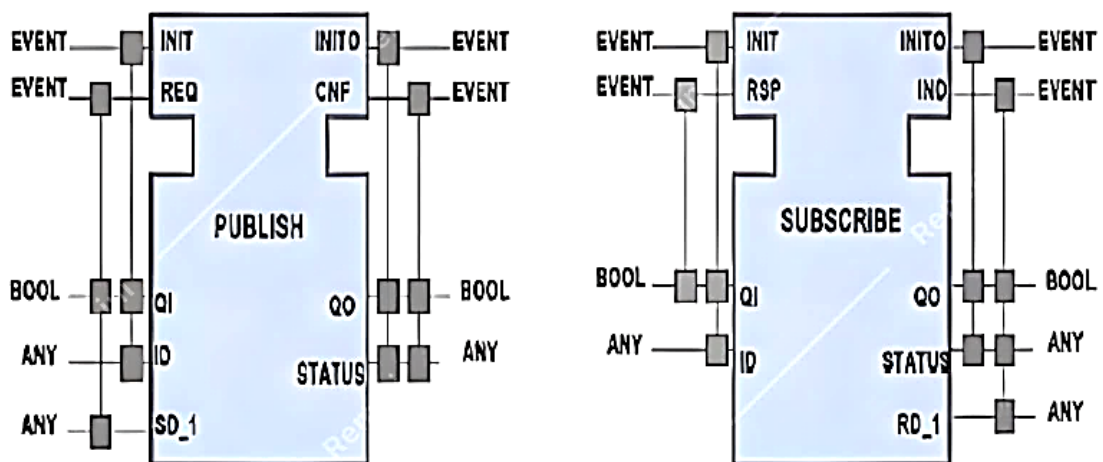 EVENT INIT INITO EVENT
EVENT REQ CNF EVENT
PUBLISH
BOOL QI QO BOOL
ANY ID STATUS ANY
ANY SD_1
EVENT INIT INITO EVENT
EVENT RSP IND EVENT
SUBSCRIBE
BOOL QI QO BOOL
ANY ID STATUS ANY
RD_1 ANY